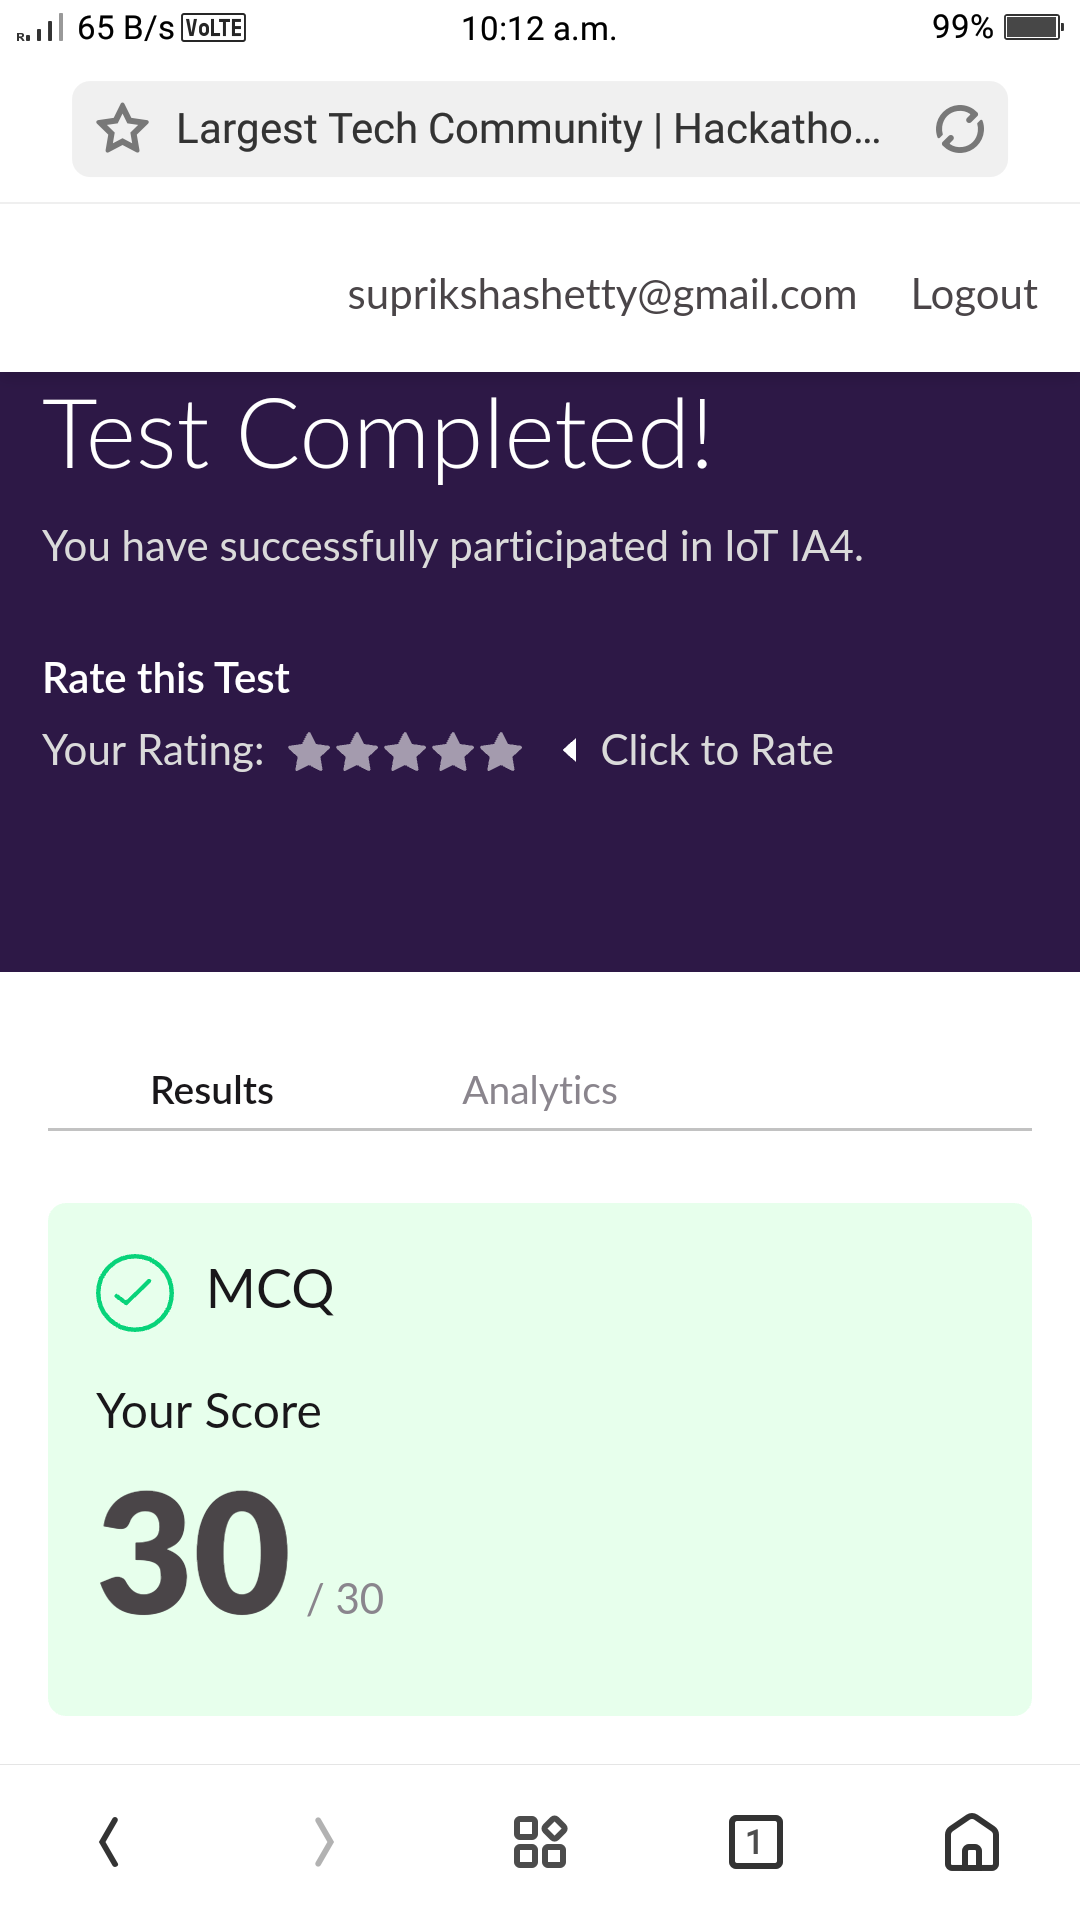 R 65 B/s VoLTE 10:12 a.m. 99%
Largest Tech Community | Hackatho...
suprikshashetty@gmail.com Logout
Test Completed!
You have successfully participated in IoT IA4.
Rate this Test
Your Rating: Click to Rate
Results Analytics
MCQ
Your Score
30 / 30
1